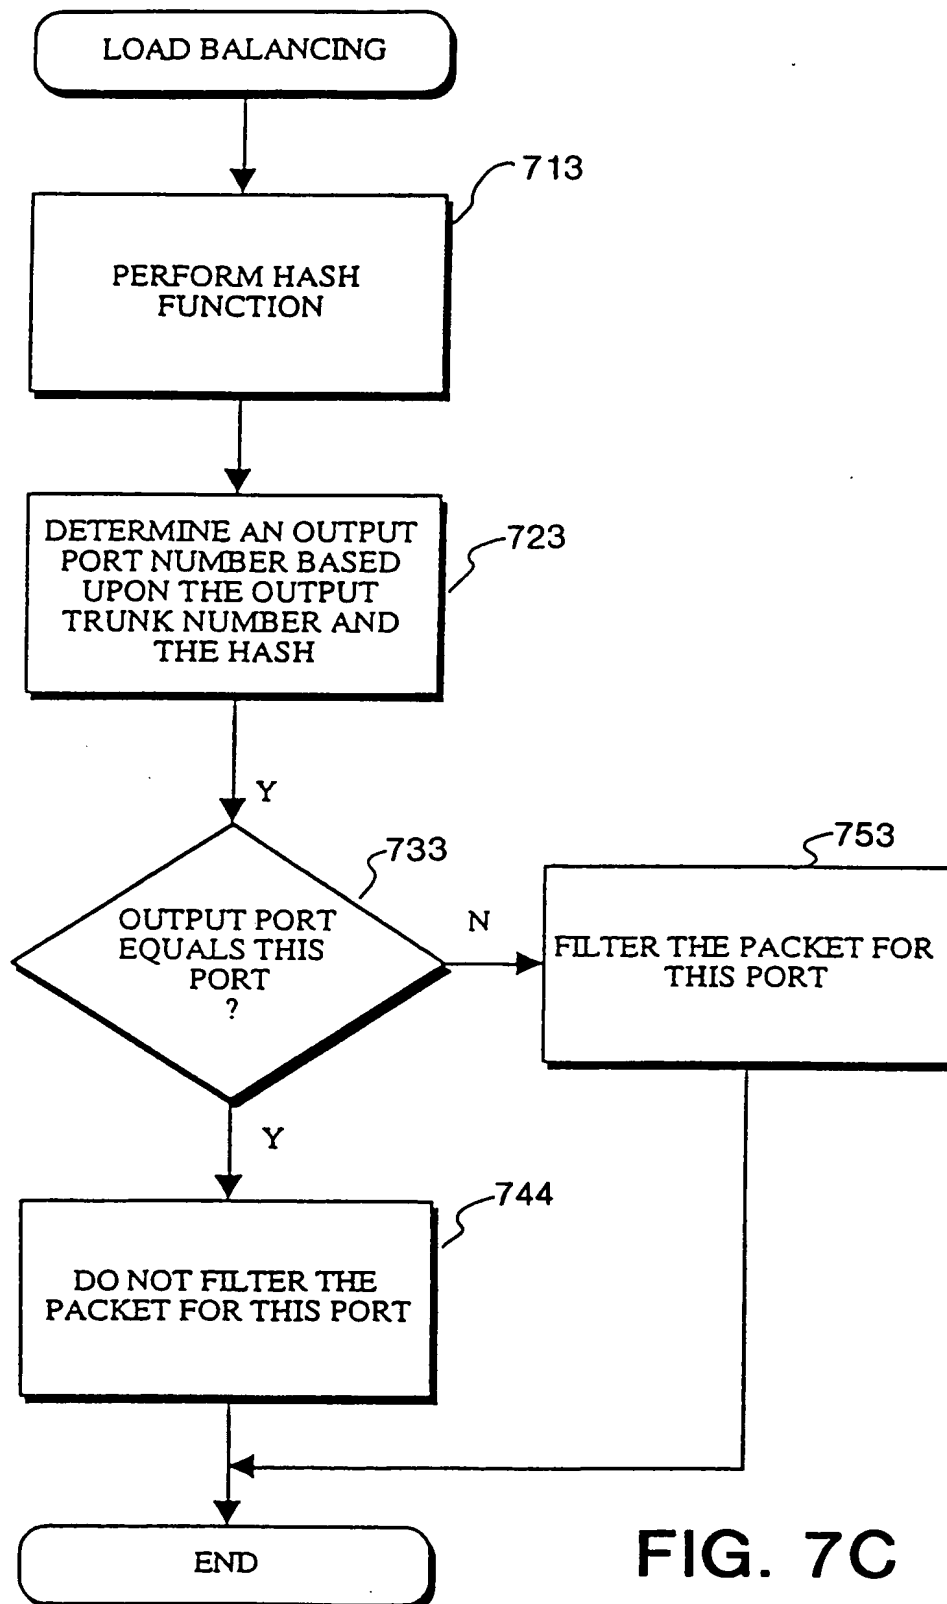 LOAD BALANCING
713
PERFORM HASH
FUNCTION
DETERMINE AN OUTPUT
PORT NUMBER BASED
UPON THE OUTPUT
TRUNK NUMBER AND
THE HASH
723
Y
733
OUTPUT PORT
EQUALS THIS
PORT
?
N
753
FILTER THE PACKET FOR
THIS PORT
Y
744
DO NOT FILTER THE
PACKET FOR THIS PORT
END
FIG. 7C